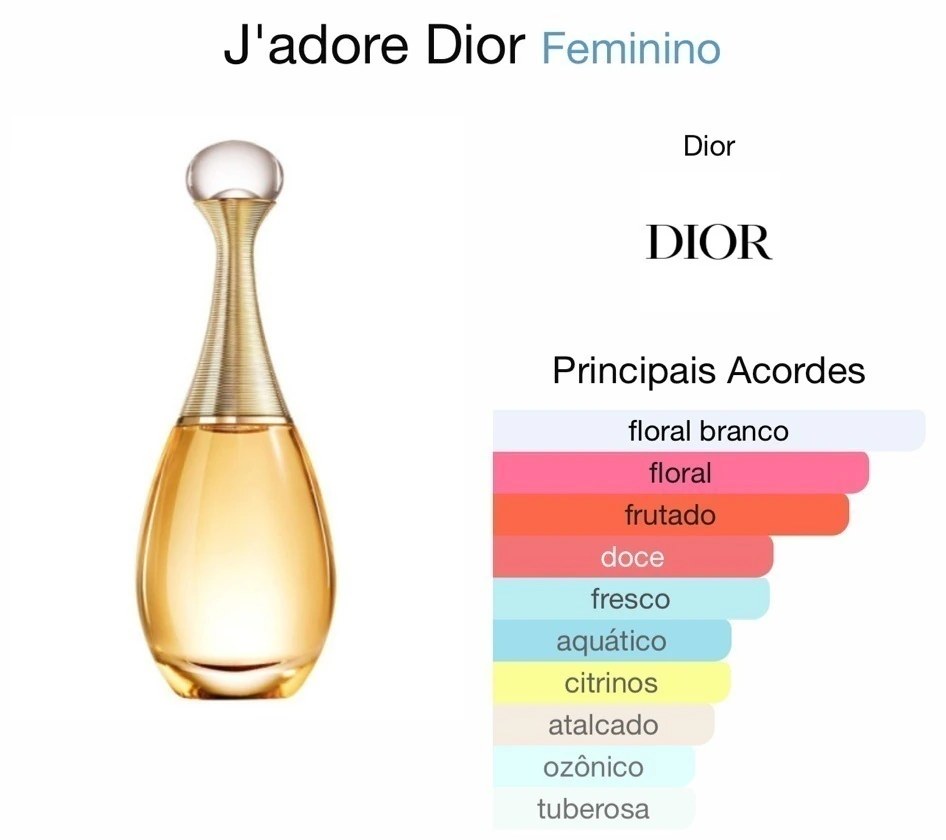 J'adore Dior Feminino
Dior
DIOR
Principais Acordes
floral branco
floral
frutado
doce
fresco
aquático
citrinos
atalcado
ozônico
tuberosa